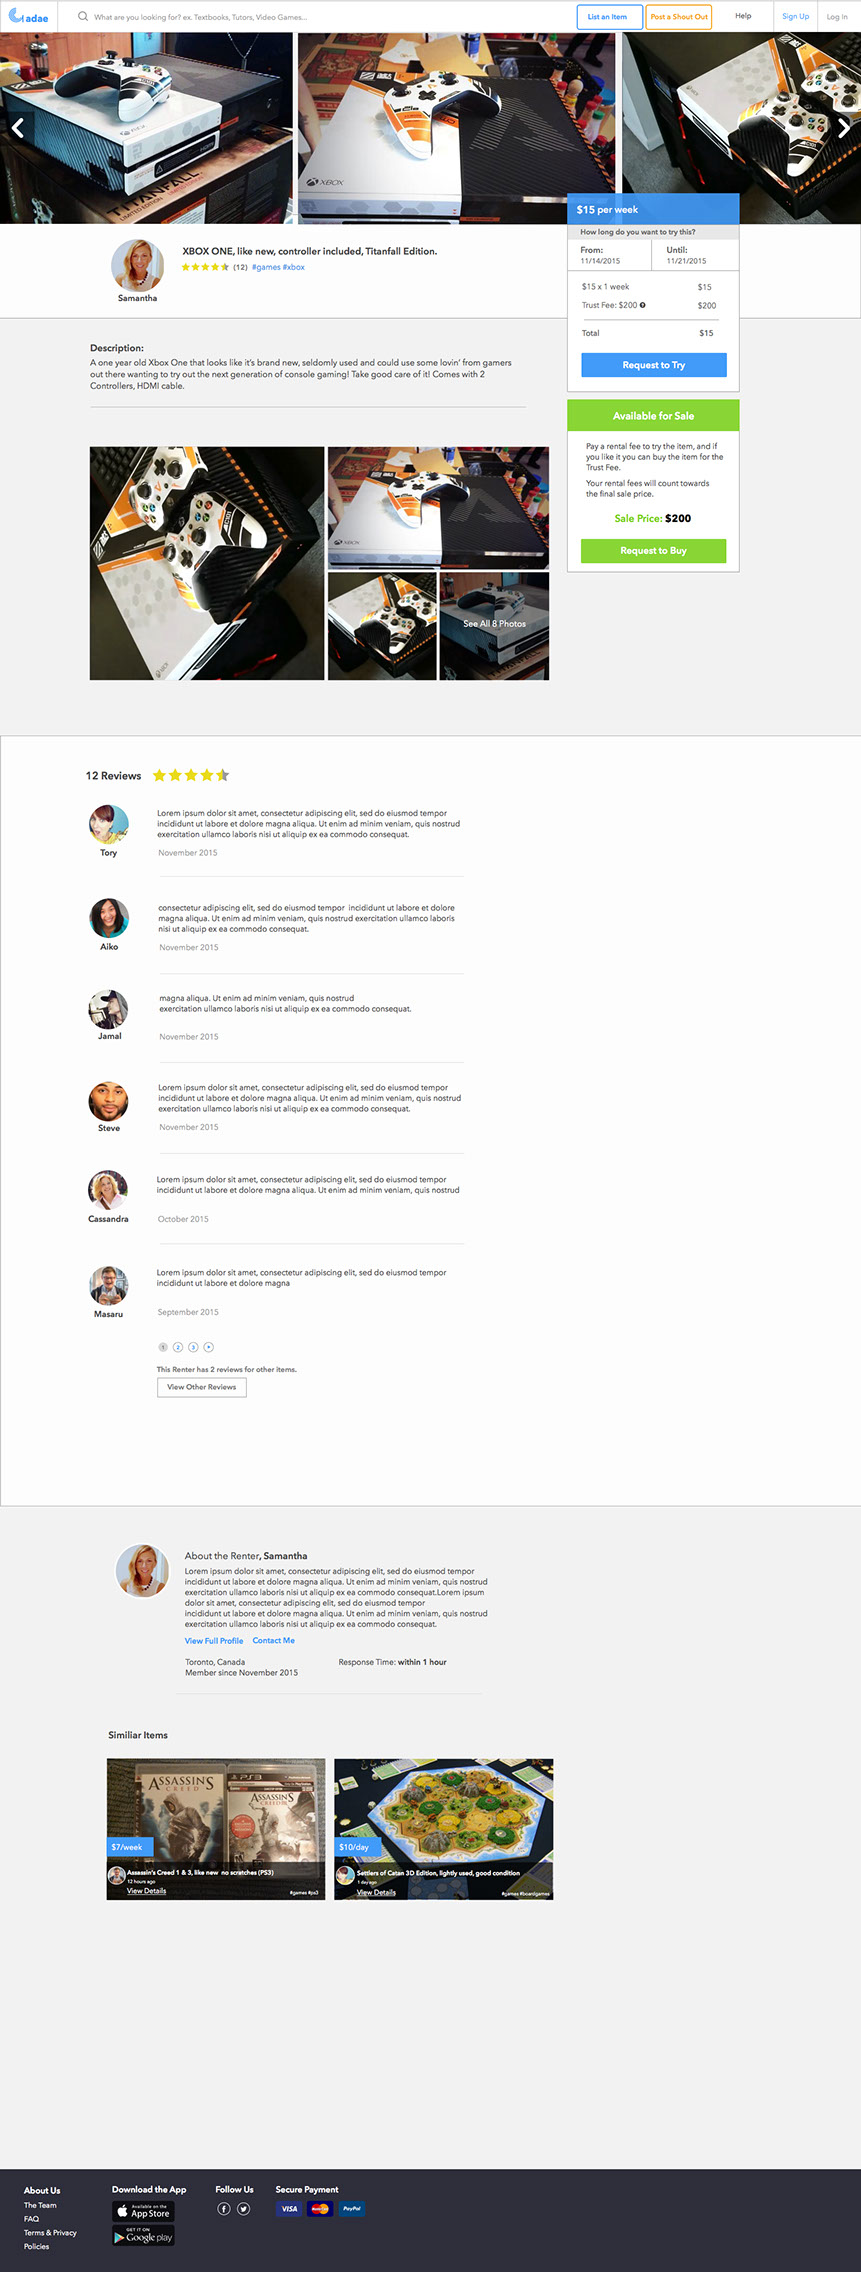 adae
What are you looking for? ex. Textbooks, Tutors, Video Games...
List an Item
Post a Shout Out
Help
Sign Up
Log in
XBOX
TITANFALL
LIMITED EDITION
$15 per week
How long do you want to try this?
From:
11/14/2015
Until:
11/21/2015
$15 x 1 week
$15
Trust Fee: $200
$200
Total
$15
Request to Try
XBOX ONE, like new, controller included, Titanfall Edition.
(12) #games #xbox
Samantha
Description:
A one year old Xbox One that looks like it's brand new, seldomly used and could use some lovin' from gamers
out there wanting to try out the next generation of console gaming! Take good care of it! Comes with 2
Controllers, HDMI cable.
Available for Sale
Pay a rental fee to try the item, and if
you like it you can buy the item for the
Trust Fee.
Your rental fees will count towards
the final sale price.
Sale Price: $200
Request to Buy
XBOX
See All 8 Photos
12 Reviews
Lorem ipsum dolor sit amet, consectetur adipiscing elit, sed do eiusmod tempor
incididunt ut labore et dolore magna aliqua. Ut enim ad minim veniam, quis nostrud
exercitation ullamco laboris nisi ut aliquip ex ea commodo consequat.
Tory
November 2015
consectetur adipiscing elit, sed do eiusmod tempor  incididunt ut labore et dolore
magna aliqua. Ut enim ad minim veniam, quis nostrud exercitation ullamco laboris
nisi ut aliquip ex ea commodo consequat.
Aiko
November 2015
magna aliqua. Ut enim ad minim veniam, quis nostrud
exercitation ullamco laboris nisi ut aliquip ex ea commodo consequat.
Jamal
November 2015
Lorem ipsum dolor sit amet, consectetur adipiscing elit, sed do eiusmod tempor
incididunt ut labore et dolore magna aliqua. Ut enim ad minim veniam, quis nostrud
exercitation ullamco laboris nisi ut aliquip ex ea commodo consequat.
Steve
November 2015
Lorem ipsum dolor sit amet, consectetur adipiscing elit, sed do eiusmod tempor
incididunt ut labore et dolore magna aliqua. Ut enim ad minim veniam, quis nostrud
Cassandra
October 2015
Lorem ipsum dolor sit amet, consectetur adipiscing elit, sed do eiusmod tempor
incididunt ut labore et dolore magna
Masaru
September 2015
1 2 3
This Renter has 2 reviews for other items.
View Other Reviews
About the Renter, Samantha
Lorem ipsum dolor sit amet, consectetur adipiscing elit, sed do eiusmod tempor
incididunt ut labore et dolore magna aliqua. Ut enim ad minim veniam, quis nostrud
exercitation ullamco laboris nisi ut aliquip ex ea commodo consequat.Lorem ipsum
dolor sit amet, consectetur adipiscing elit, sed do eiusmod tempor
incididunt ut labore et dolore magna aliqua. Ut enim ad minim veniam, quis nostrud
exercitation ullamco laboris nisi ut aliquip ex ea commodo consequat.
View Full Profile
Contact Me
Toronto, Canada
Response Time: within 1 hour
Member since November 2015
Similiar Items
ASSASSIN'S CREED
PS3
ASSASSIN'S CREED
$7/week
Assassin's Creed 1 & 3, like new  no scratches (PS3)
12 hours ago
View Details
#games #ps3
$10/day
Settlers of Catan 3D Edition, lightly used, good condition
1 day ago
View Details
#games #boardgames
About Us
The Team
FAQ
Terms & Privacy
Policies
Download the App
Available on the
App Store
GET IT ON
Google play
Follow Us
Secure Payment
VISA
MasterCard
PayPal